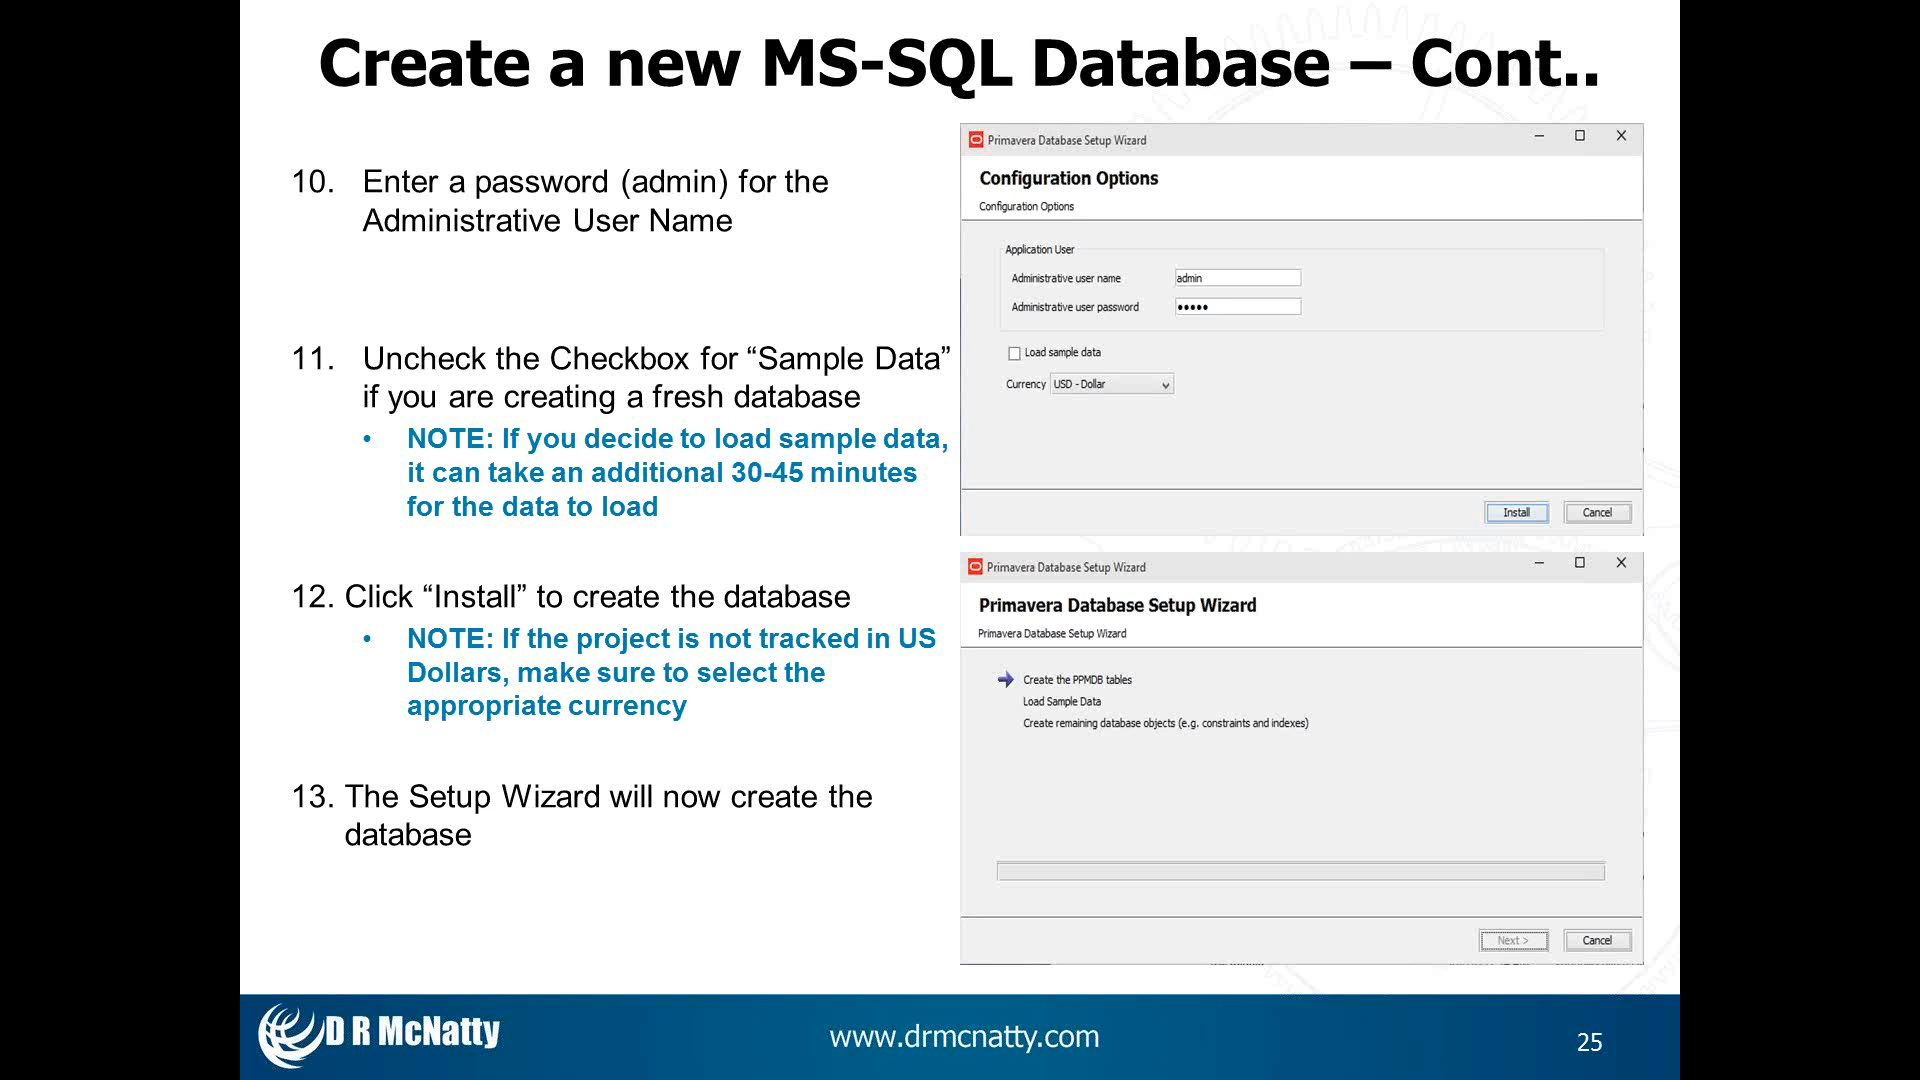 Create a new MS-SQL Database – Cont..
10. Enter a password (admin) for the
Administrative User Name
11. Uncheck the Checkbox for “Sample Data”
if you are creating a fresh database
• NOTE: If you decide to load sample data,
it can take an additional 30-45 minutes
for the data to load
12. Click “Install” to create the database
• NOTE: If the project is not tracked in US
Dollars, make sure to select the
appropriate currency
13. The Setup Wizard will now create the
database
Primavera Database Setup Wizard
Configuration Options
Configuration Options
Application User
Administrative user name admin
Administrative user password •••••
Load sample data
Currency USD - Dollar
Install Cancel
Primavera Database Setup Wizard
Primavera Database Setup Wizard
Primavera Database Setup Wizard
Create the PPMDB tables
Load Sample Data
Create remaining database objects (e.g. constraints and indexes)
Next > Cancel
D R McNatty
www.drmcnatty.com
25